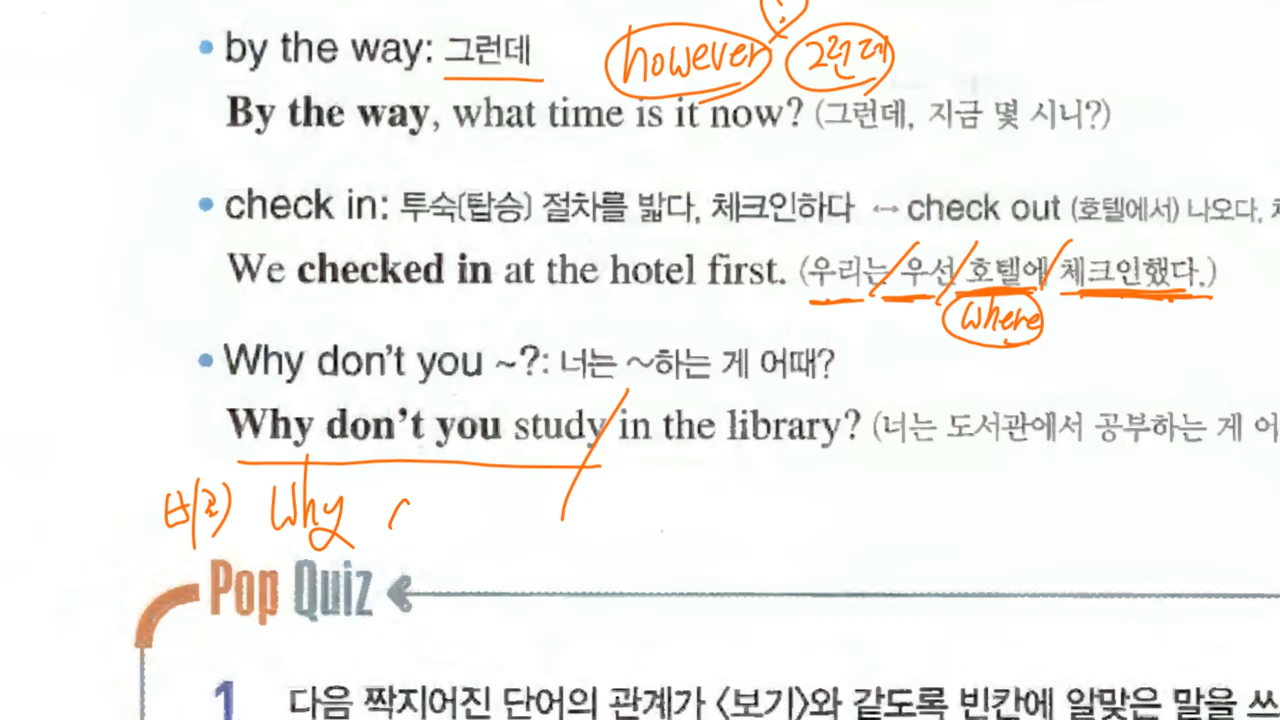 • by the way: 그런데 however 그런데
By the way, what time is it now? (그런데, 지금 몇 시니?)
• check in: 투숙(탑승) 절차를 밟다, 체크인하다 ↔ check out (호텔에서) 나오다,
We checked in at the hotel first. (우리는 우선 호텔에 체크인했다.)
where
• Why don't you ~?: 너는 ~하는 게 어때?
Why don't you study in the library? (너는 도서관에서 공부하는 게 어
비교) Why
Pop Quiz
1 다음 짝지어진 단어의 관계가 〈보기〉와 같도록 빈칸에 알맞은 말을 쓰